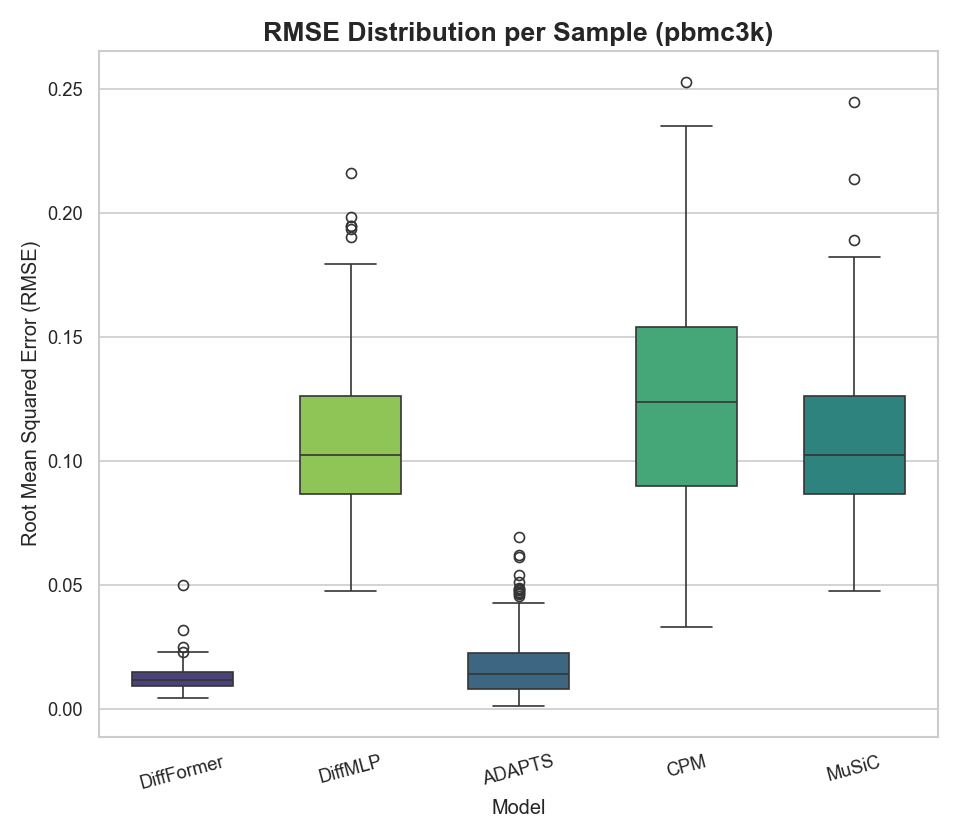 RMSE Distribution per Sample (pbmc3k)
Root Mean Squared Error (RMSE)
0.25
0.20
0.15
0.10
0.05
0.00
DiffFormer
DiffMLP
ADAPTS
CPM
MuSiC
Model